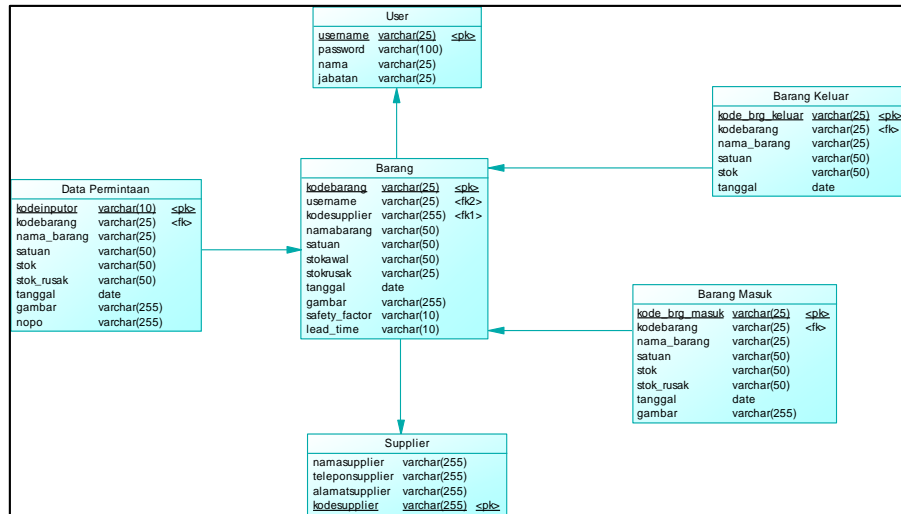 User
username varchar(25) <pk>
password varchar(100)
nama varchar(25)
jabatan varchar(25)
Barang Keluar
kode_brg_keluar varchar(25) <pk>
kodebarang varchar(25) <fk>
nama_barang varchar(25)
satuan varchar(50)
stok varchar(50)
tanggal date
Barang
kodebarang varchar(25) <pk>
username varchar(25) <fk2>
kodesupplier varchar(255) <fk1>
namabarang varchar(50)
satuan varchar(50)
stokawal varchar(50)
stokrusak varchar(25)
tanggal date
gambar varchar(255)
safety_factor varchar(10)
lead_time varchar(10)
Data Permintaan
kodeinputor varchar(10) <pk>
kodebarang varchar(25) <fk>
nama_barang varchar(25)
satuan varchar(50)
stok varchar(50)
stok_rusak varchar(50)
tanggal date
gambar varchar(255)
nopo varchar(255)
Barang Masuk
kode_brg_masuk varchar(25) <pk>
kodebarang varchar(25) <fk>
nama_barang varchar(25)
satuan varchar(50)
stok varchar(50)
stok_rusak varchar(50)
tanggal date
gambar varchar(255)
Supplier
namasupplier varchar(255)
teleponsupplier varchar(255)
alamatsupplier varchar(255)
kodesupplier varchar(255) <pk>